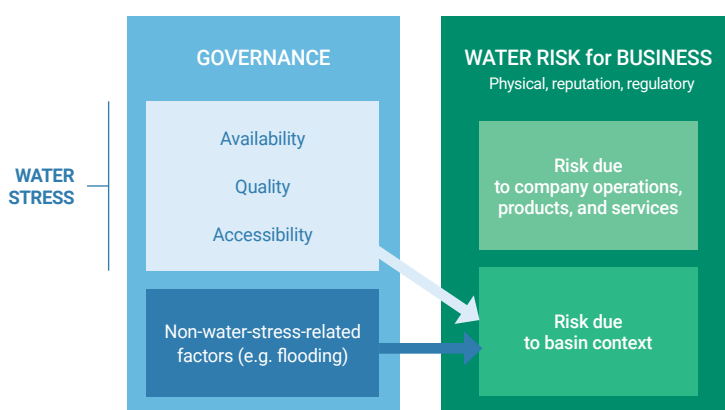 WATER
STRESS
GOVERNANCE
Availability
Quality
Accessibility
Non-water-stress-related
factors (e.g. flooding)
WATER RISK for BUSINESS
Physical, reputation, regulatory
Risk due
to company operations,
products, and services
Risk due
to basin context